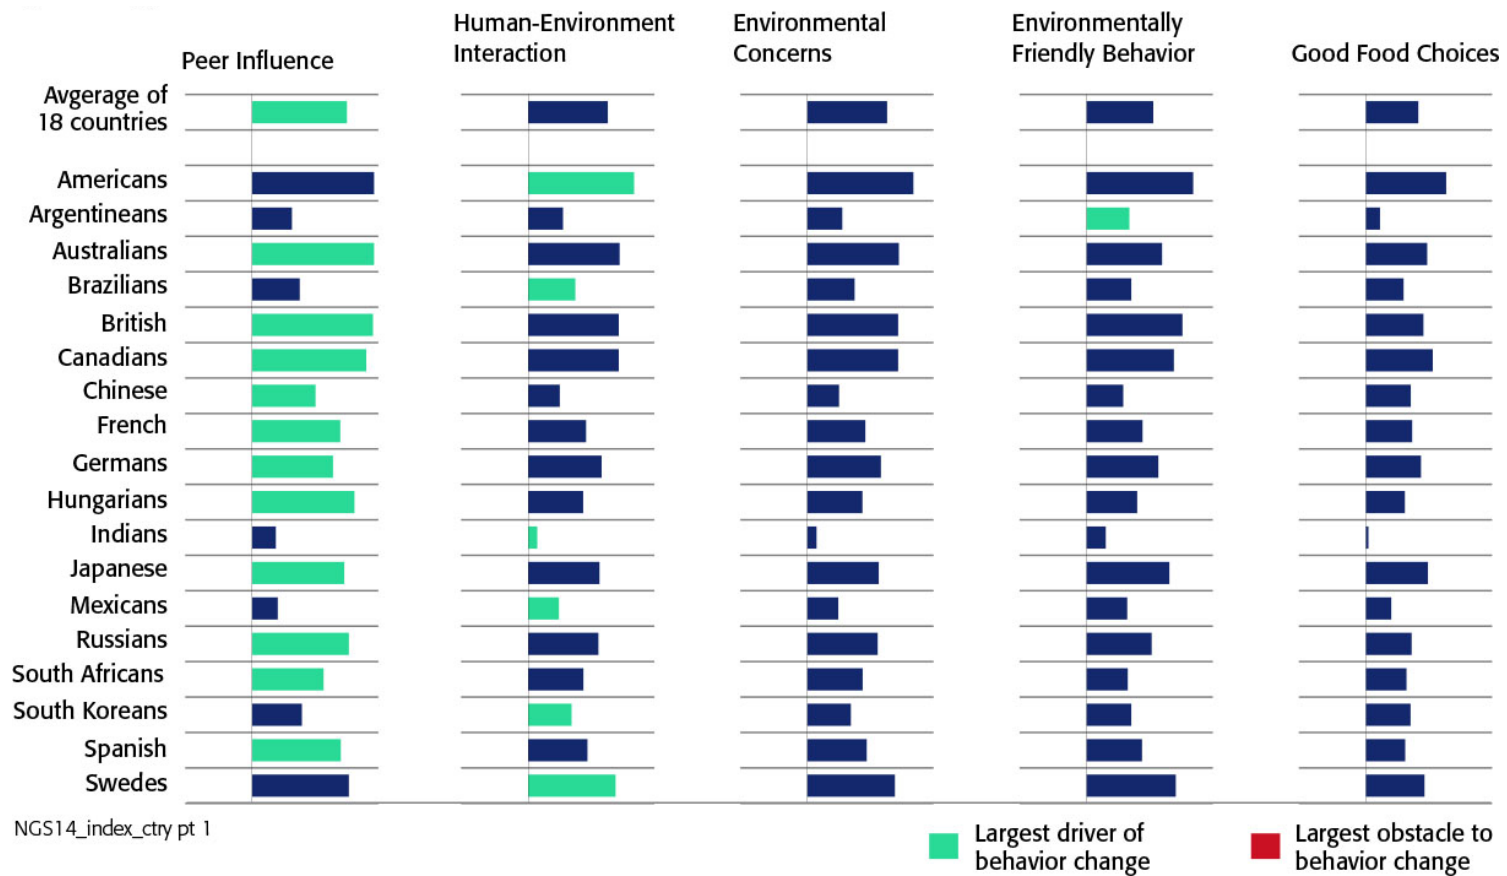 Peer Influence
Human-Environment
Interaction
Environmental
Concerns
Environmentally
Friendly Behavior
Good Food Choices
Avgerage of
18 countries
Americans
Argentineans
Australians
Brazilians
British
Canadians
Chinese
French
Germans
Hungarians
Indians
Japanese
Mexicans
Russians
South Africans
South Koreans
Spanish
Swedes
NGS14_index_ctry pt 1
Largest driver of
behavior change
Largest obstacle to
behavior change